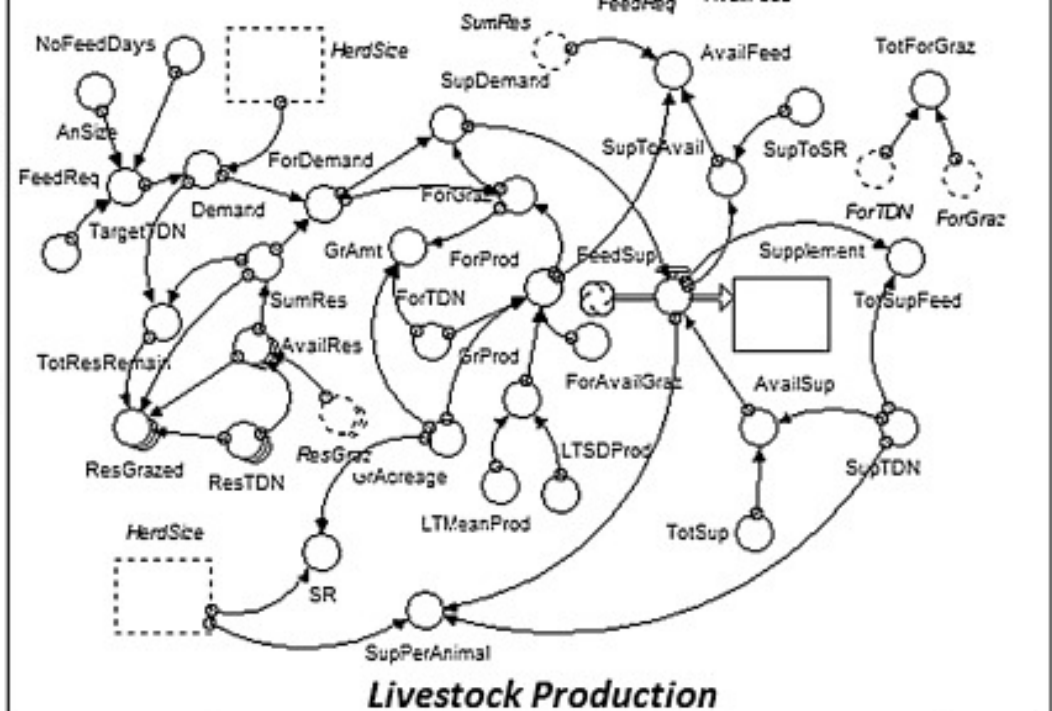 FeedReq
SumRes
NoFeedDays
HerdSize
AvailFeed
TotForGraz
SupDemand
AnSize
SupToAvail
SupToSR
ForDemand
FeedReq
Demand
ForGraz
ForTDN
ForGraz
TargetTDN
GrAmt
ForProd
FeedSup
Supplement
SumRes
ForTDN
TotSupFeed
TotResRemain
AvailRes
GrProd
ForAvailGraz
AvailSup
ResGrazed
ResGraz
LTSDProd
SupTDN
ResTDN
GrAcreage
LTMeanProd
TotSup
HerdSize
SR
SupPerAnimal
Livestock Production